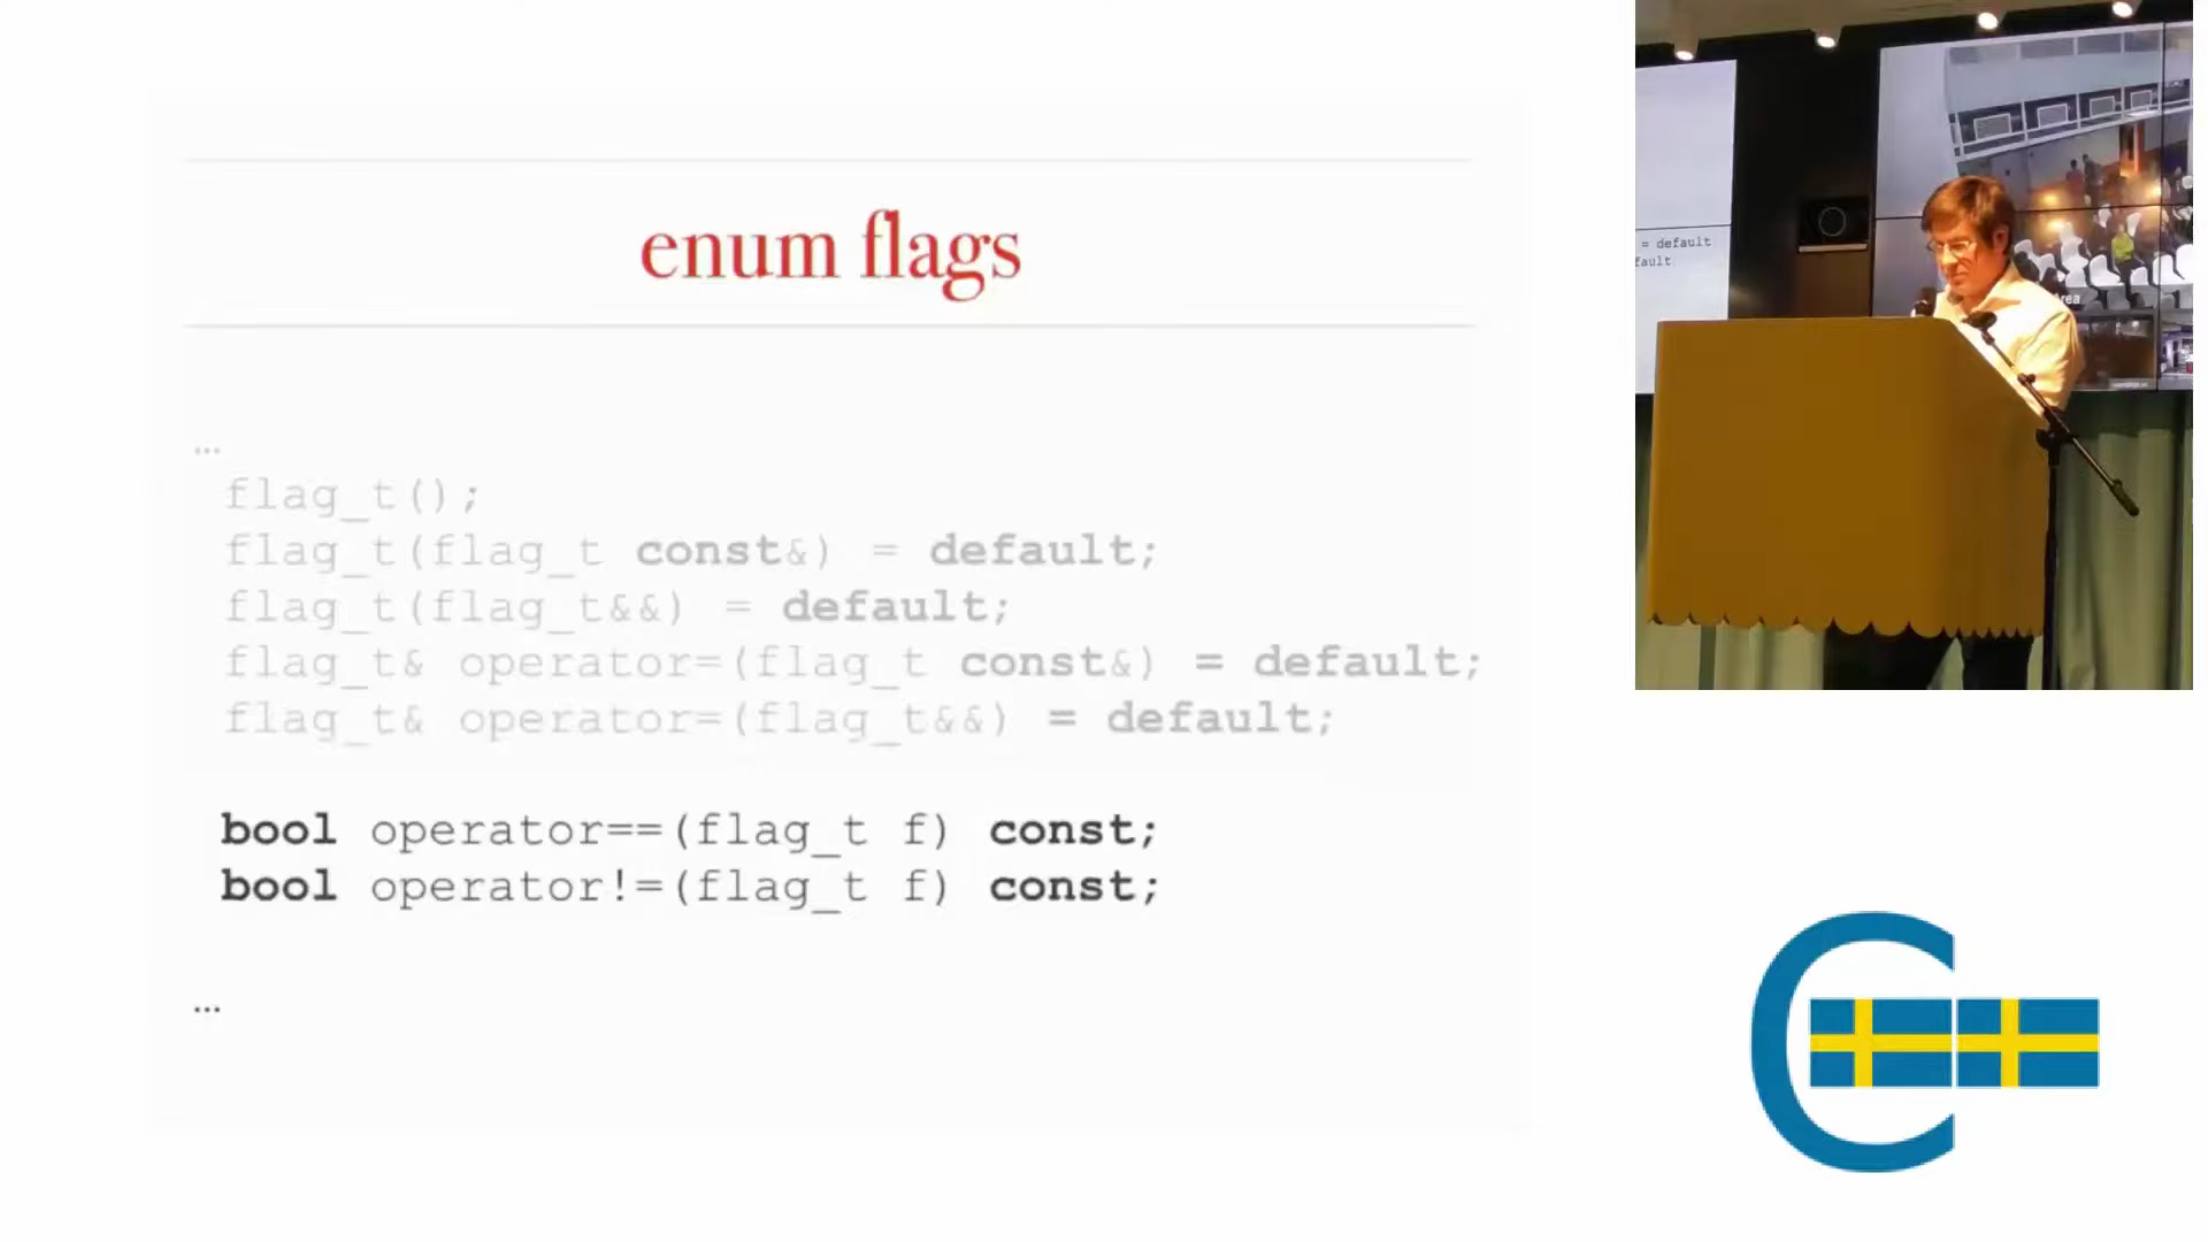 enum flags
...
flag_t();
flag_t(flag_t const&) = default;
flag_t(flag_t&&) = default;
flag_t& operator=(flag_t const&) = default;
flag_t& operator=(flag_t&&) = default;
bool operator==(flag_t f) const;
bool operator!=(flag_t f) const;
...
= default
fault
C